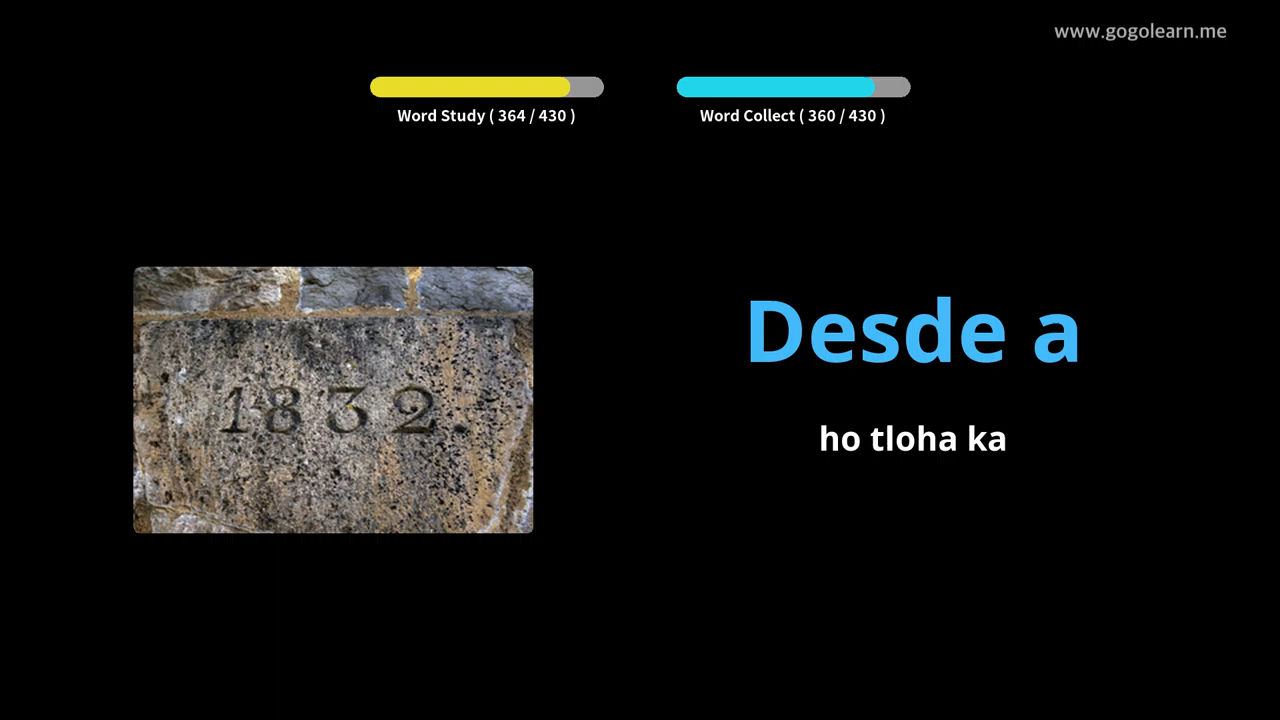 www.gogolearn.me
Word Study ( 364 / 430 )
Word Collect ( 360 / 430 )
1832.
Desde a
ho tloha ka